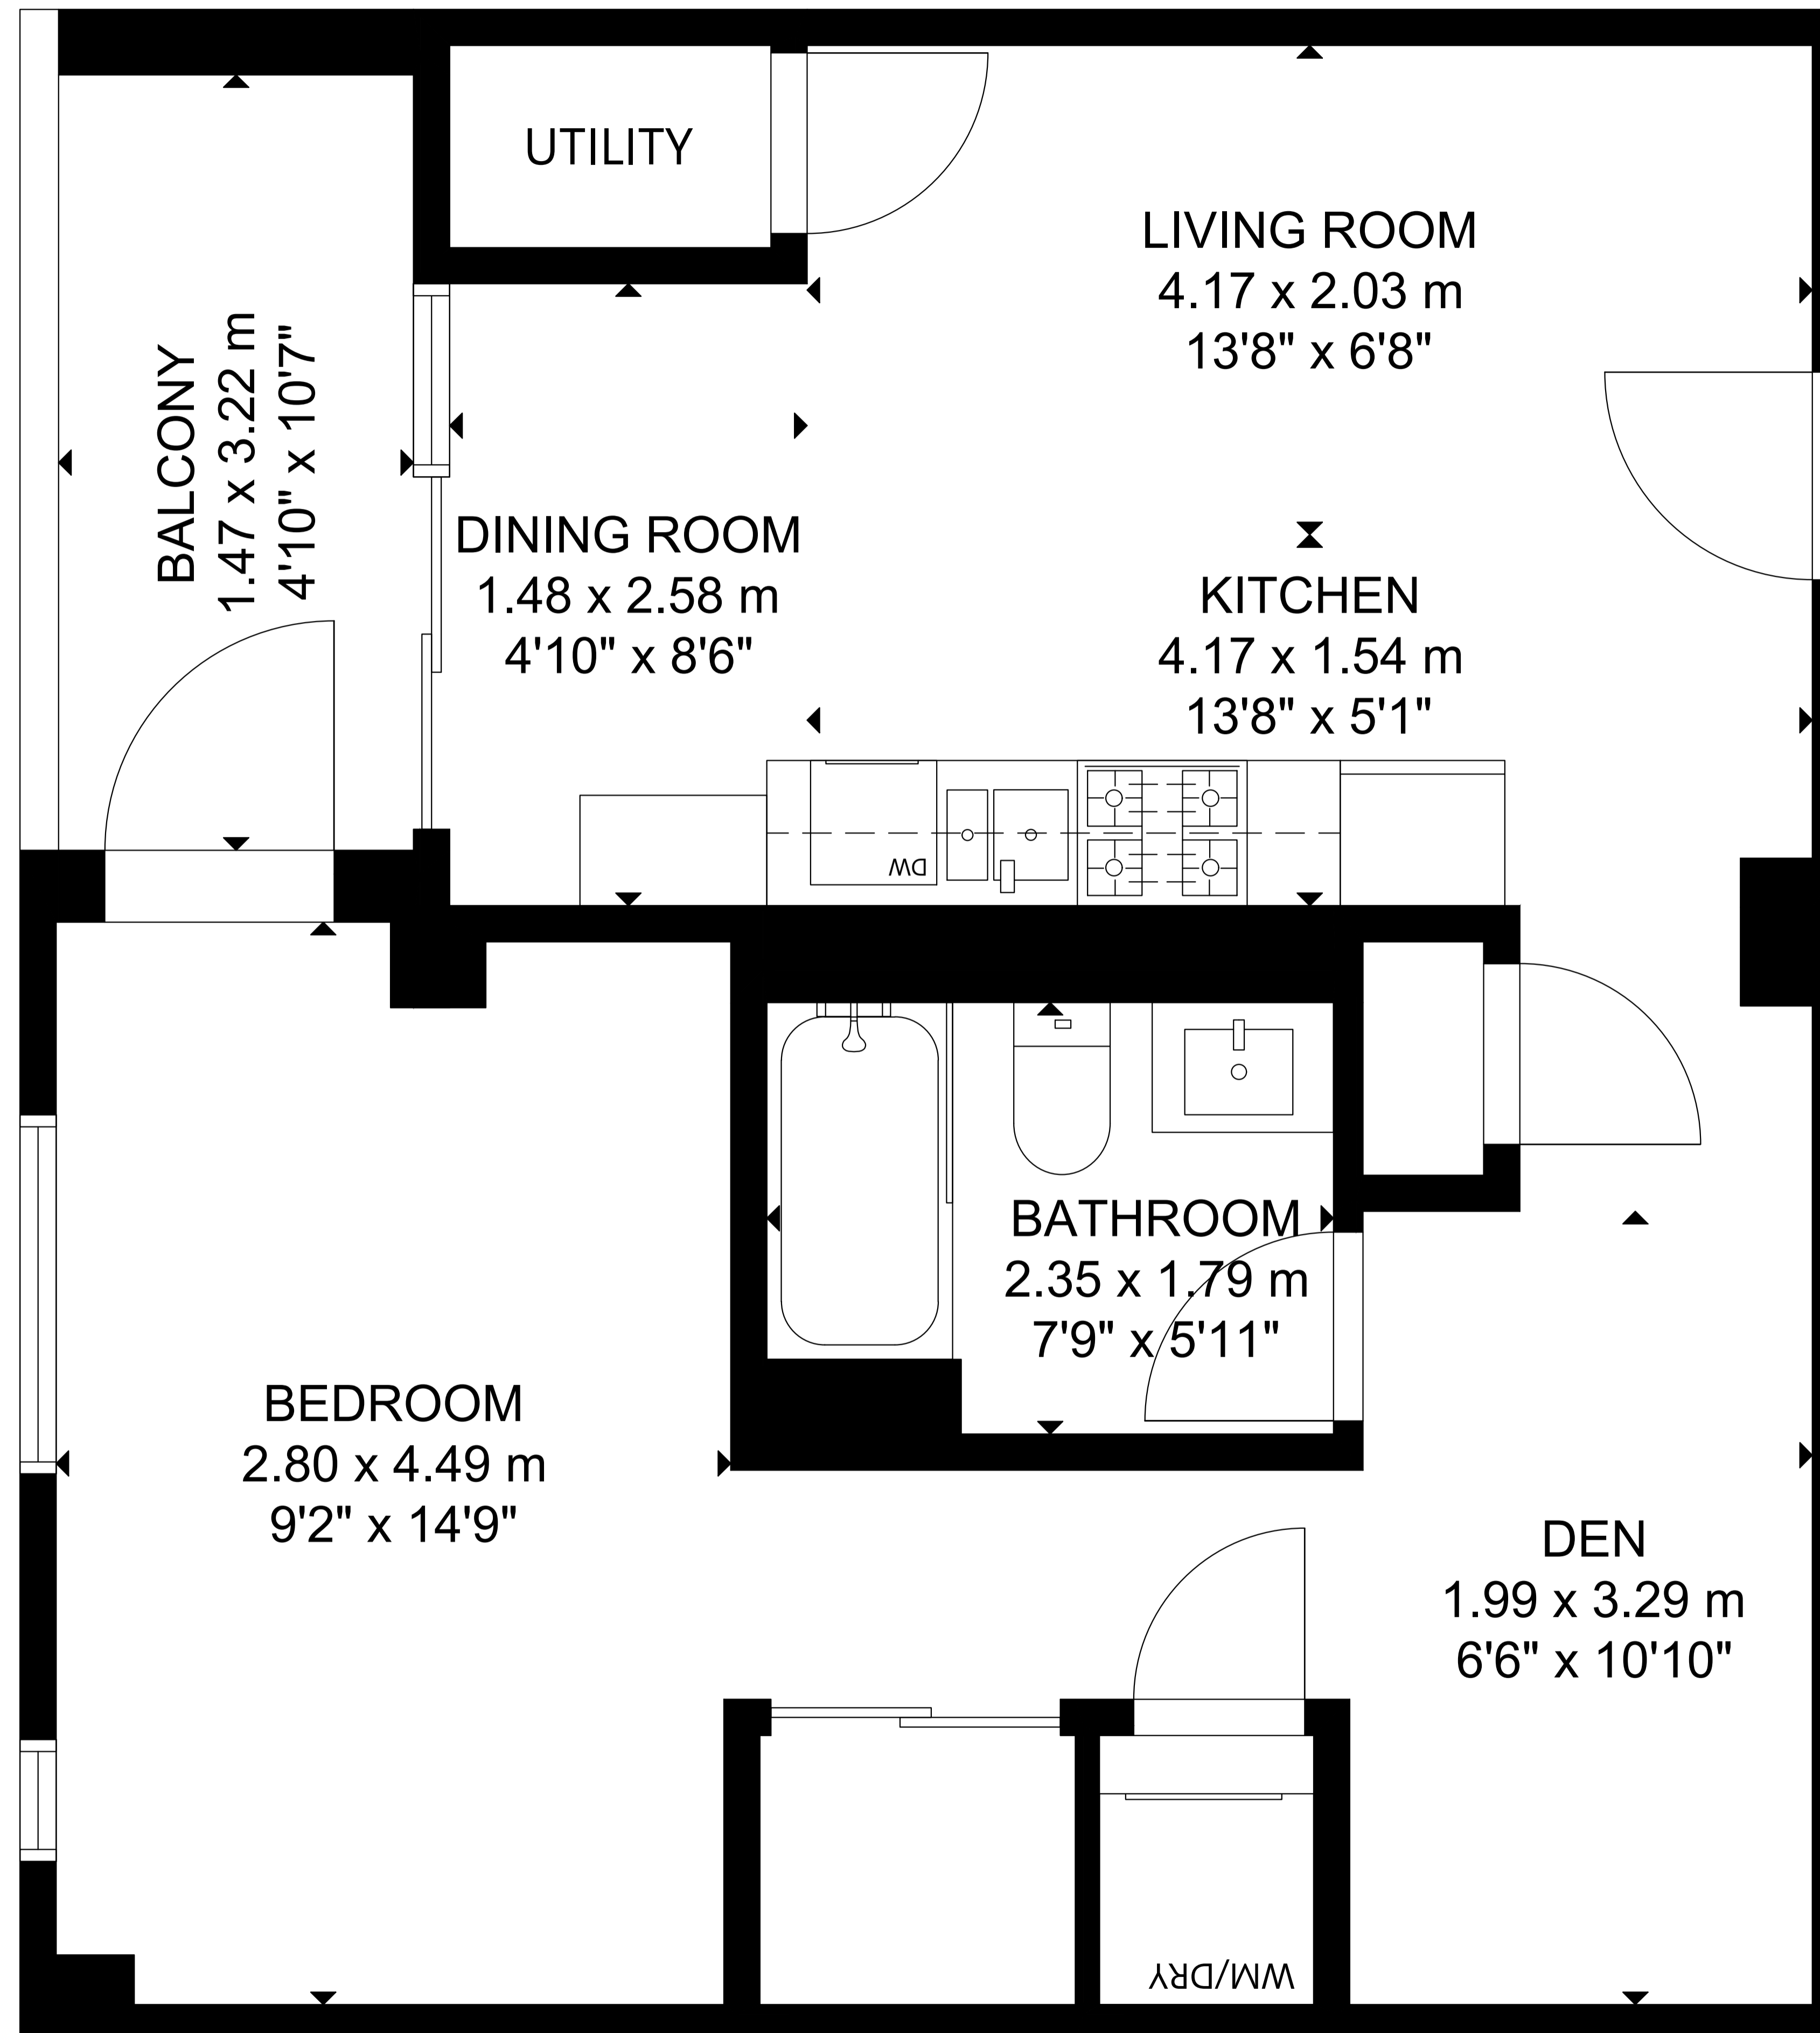 UTILITY
LIVING ROOM
4.17 x 2.03 m
13'8" x 6'8"
BALCONY
1.47 x 3.22 m
4'10" x 10'7"
DINING ROOM
1.48 x 2.58 m
4'10" x 8'6"
KITCHEN
4.17 x 1.54 m
13'8" x 5'1"
DW
BATHROOM
2.35 x 1.79 m
7'9" x 5'11"
BEDROOM
2.80 x 4.49 m
9'2" x 14'9"
DEN
1.99 x 3.29 m
6'6" x 10'10"
WM/DRY